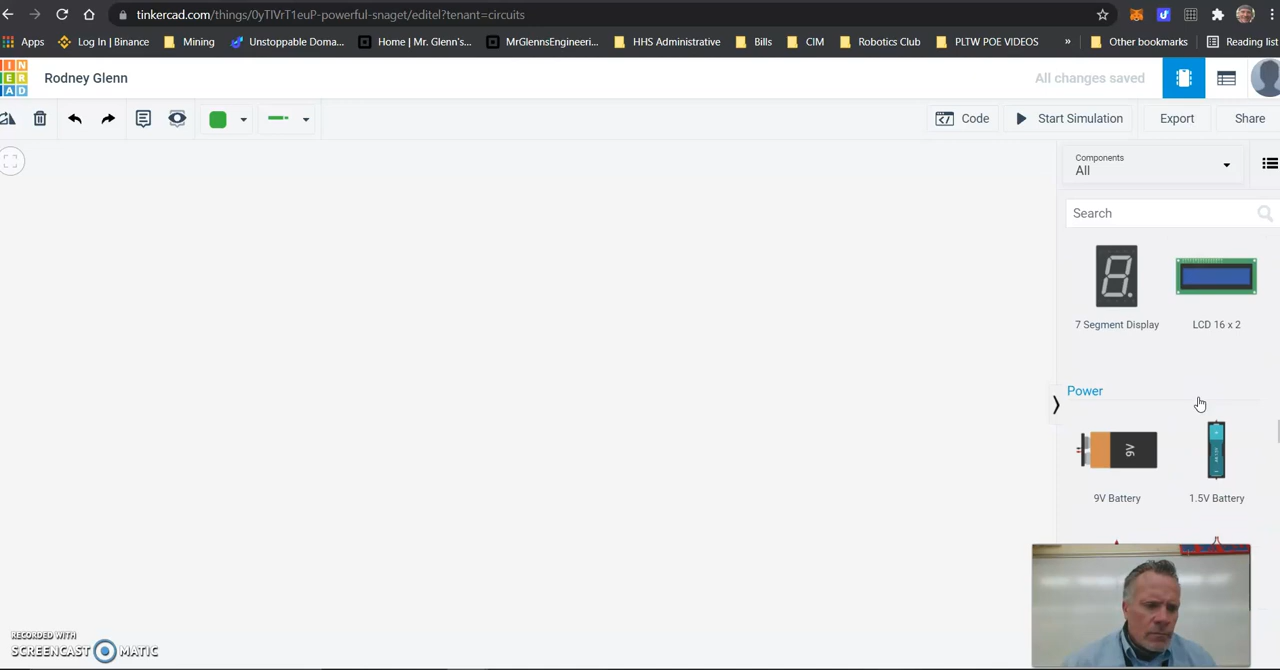 tinkercad.com/things/0yTlVrT1euP-powerful-snaget/editel?tenant=circuits
Apps Log In | Binance Mining Unstoppable Doma... Home | Mr. Glenn's... MrGlennsEngineeri... HHS Administrative Bills CIM Robotics Club PLTW POE VIDEOS » Other bookmarks Reading list
TIN
KER
CAD
Rodney Glenn
All changes saved
Code
Start Simulation
Export
Share
Components
All
Search
7 Segment Display
LCD 16 x 2
Power
9V
9V Battery
1.5V Battery
RECORDED WITH
SCREENCAST MATIC